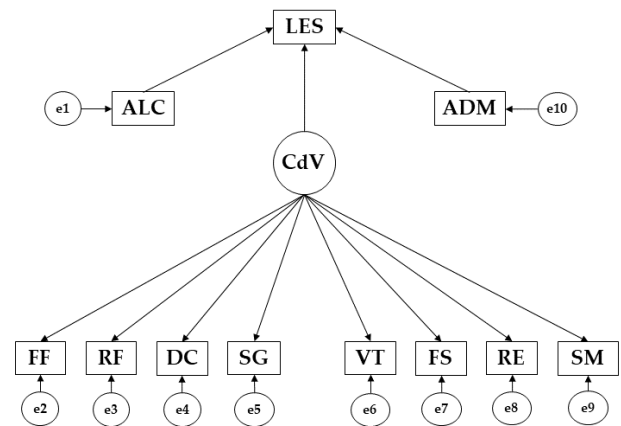 LES
e1 ALC ADM e10
CdV
FF RF DC SG VT FS RE SM
e2 e3 e4 e5 e6 e7 e8 e9